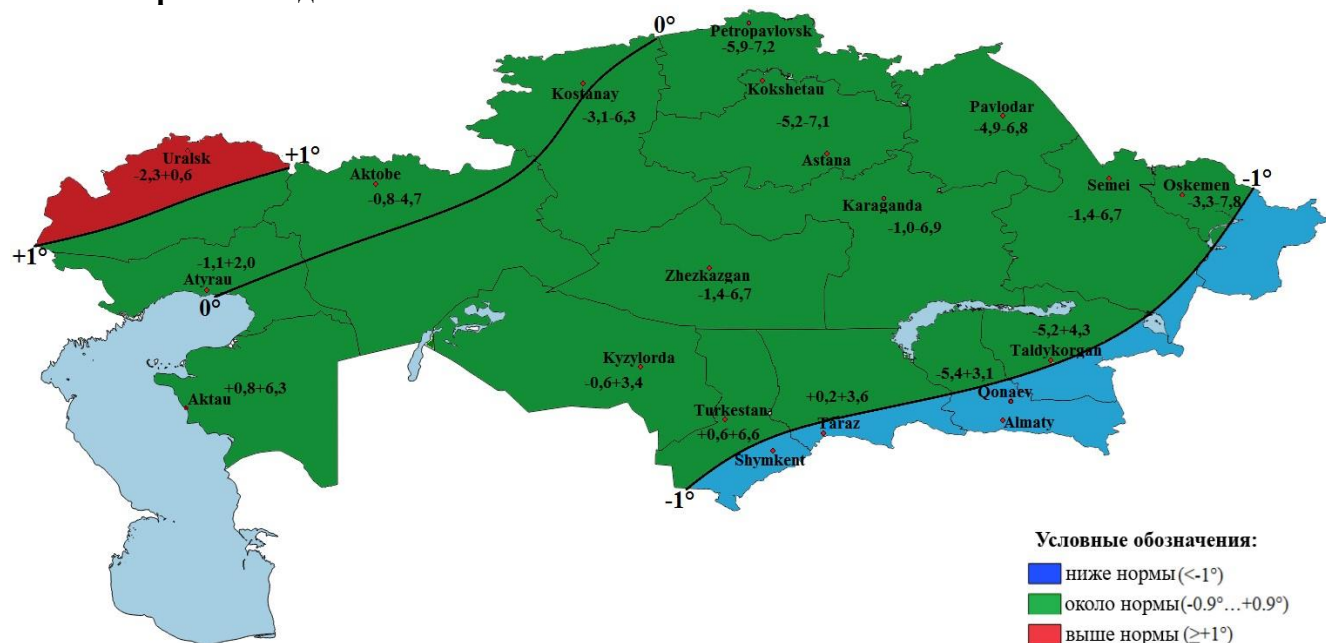 0°
Petropavlovsk
-5,9-7,2
Kostanay
-3,1-6,3
Kokshetau
-5,2-7,1
Pavlodar
-4,9-6,8
Uralsk
-2,3+0,6
+1°
Aktobe
-0,8-4,7
Astana
Semei
-1,4-6,7
Oskemen
-3,3-7,8
-1°
Karaganda
-1,0-6,9
+1°
-1,1+2,0
Atyrau
0°
Zhezkazgan
-1,4-6,7
-5,2+4,3
Taldykorgan
Kyzylorda
-0,6+3,4
-5,4+3,1
+0,8+6,3
Aktau
+0,2+3,6
Qonaev
Turkestan
+0,6+6,6
Taraz
Almaty
Shymkent
-1°
Условные обозначения:
ниже нормы (<-1°)
около нормы (-0.9°…+0.9°)
выше нормы (≥+1°)